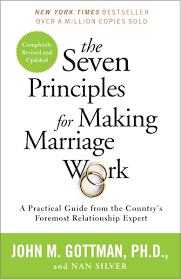 NEW YORK TIMES BESTSELLER
OVER A MILLION COPIES SOLD
Completely
Revised and
Updated
the
Seven
Principles
for Making
Marriage
Work
A Practical Guide from the Country's
Foremost Relationship Expert
JOHN M. GOTTMAN, PH.D.,
and NAN SILVER